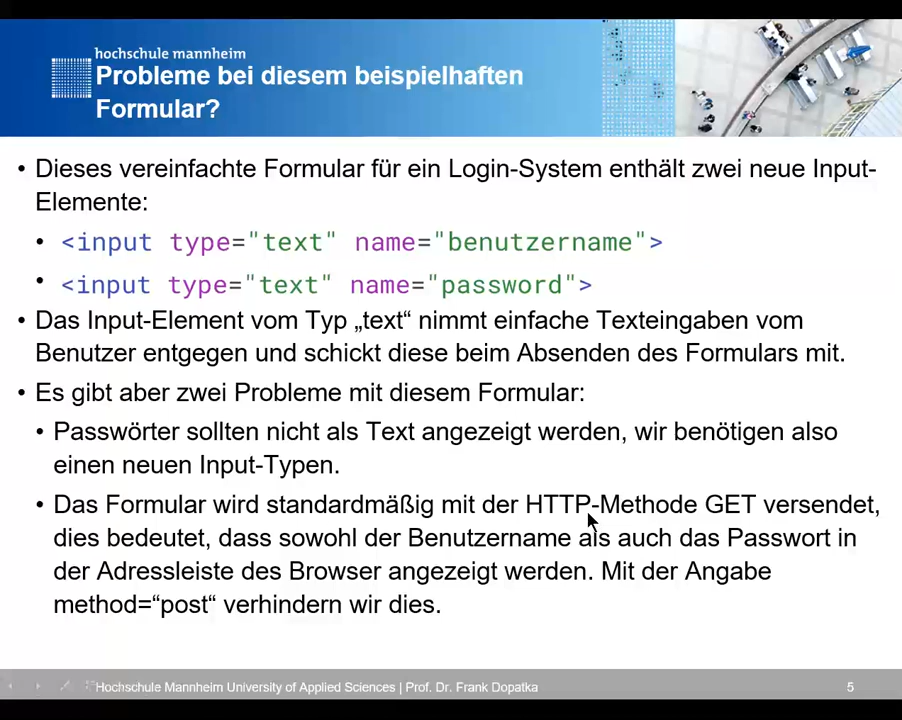 hochschule mannheim
Probleme bei diesem beispielhaften
Formular?
• Dieses vereinfachte Formular für ein Login-System enthält zwei neue Input-
Elemente:
• <input type="text" name="benutzername">
• <input type="text" name="password">
• Das Input-Element vom Typ „text“ nimmt einfache Texteingaben vom
Benutzer entgegen und schickt diese beim Absenden des Formulars mit.
• Es gibt aber zwei Probleme mit diesem Formular:
• Passwörter sollten nicht als Text angezeigt werden, wir benötigen also
einen neuen Input-Typen.
• Das Formular wird standardmäßig mit der HTTP-Methode GET versendet,
dies bedeutet, dass sowohl der Benutzername als auch das Passwort in
der Adressleiste des Browser angezeigt werden. Mit der Angabe
method=“post“ verhindern wir dies.
Hochschule Mannheim University of Applied Sciences | Prof. Dr. Frank Dopatka
5